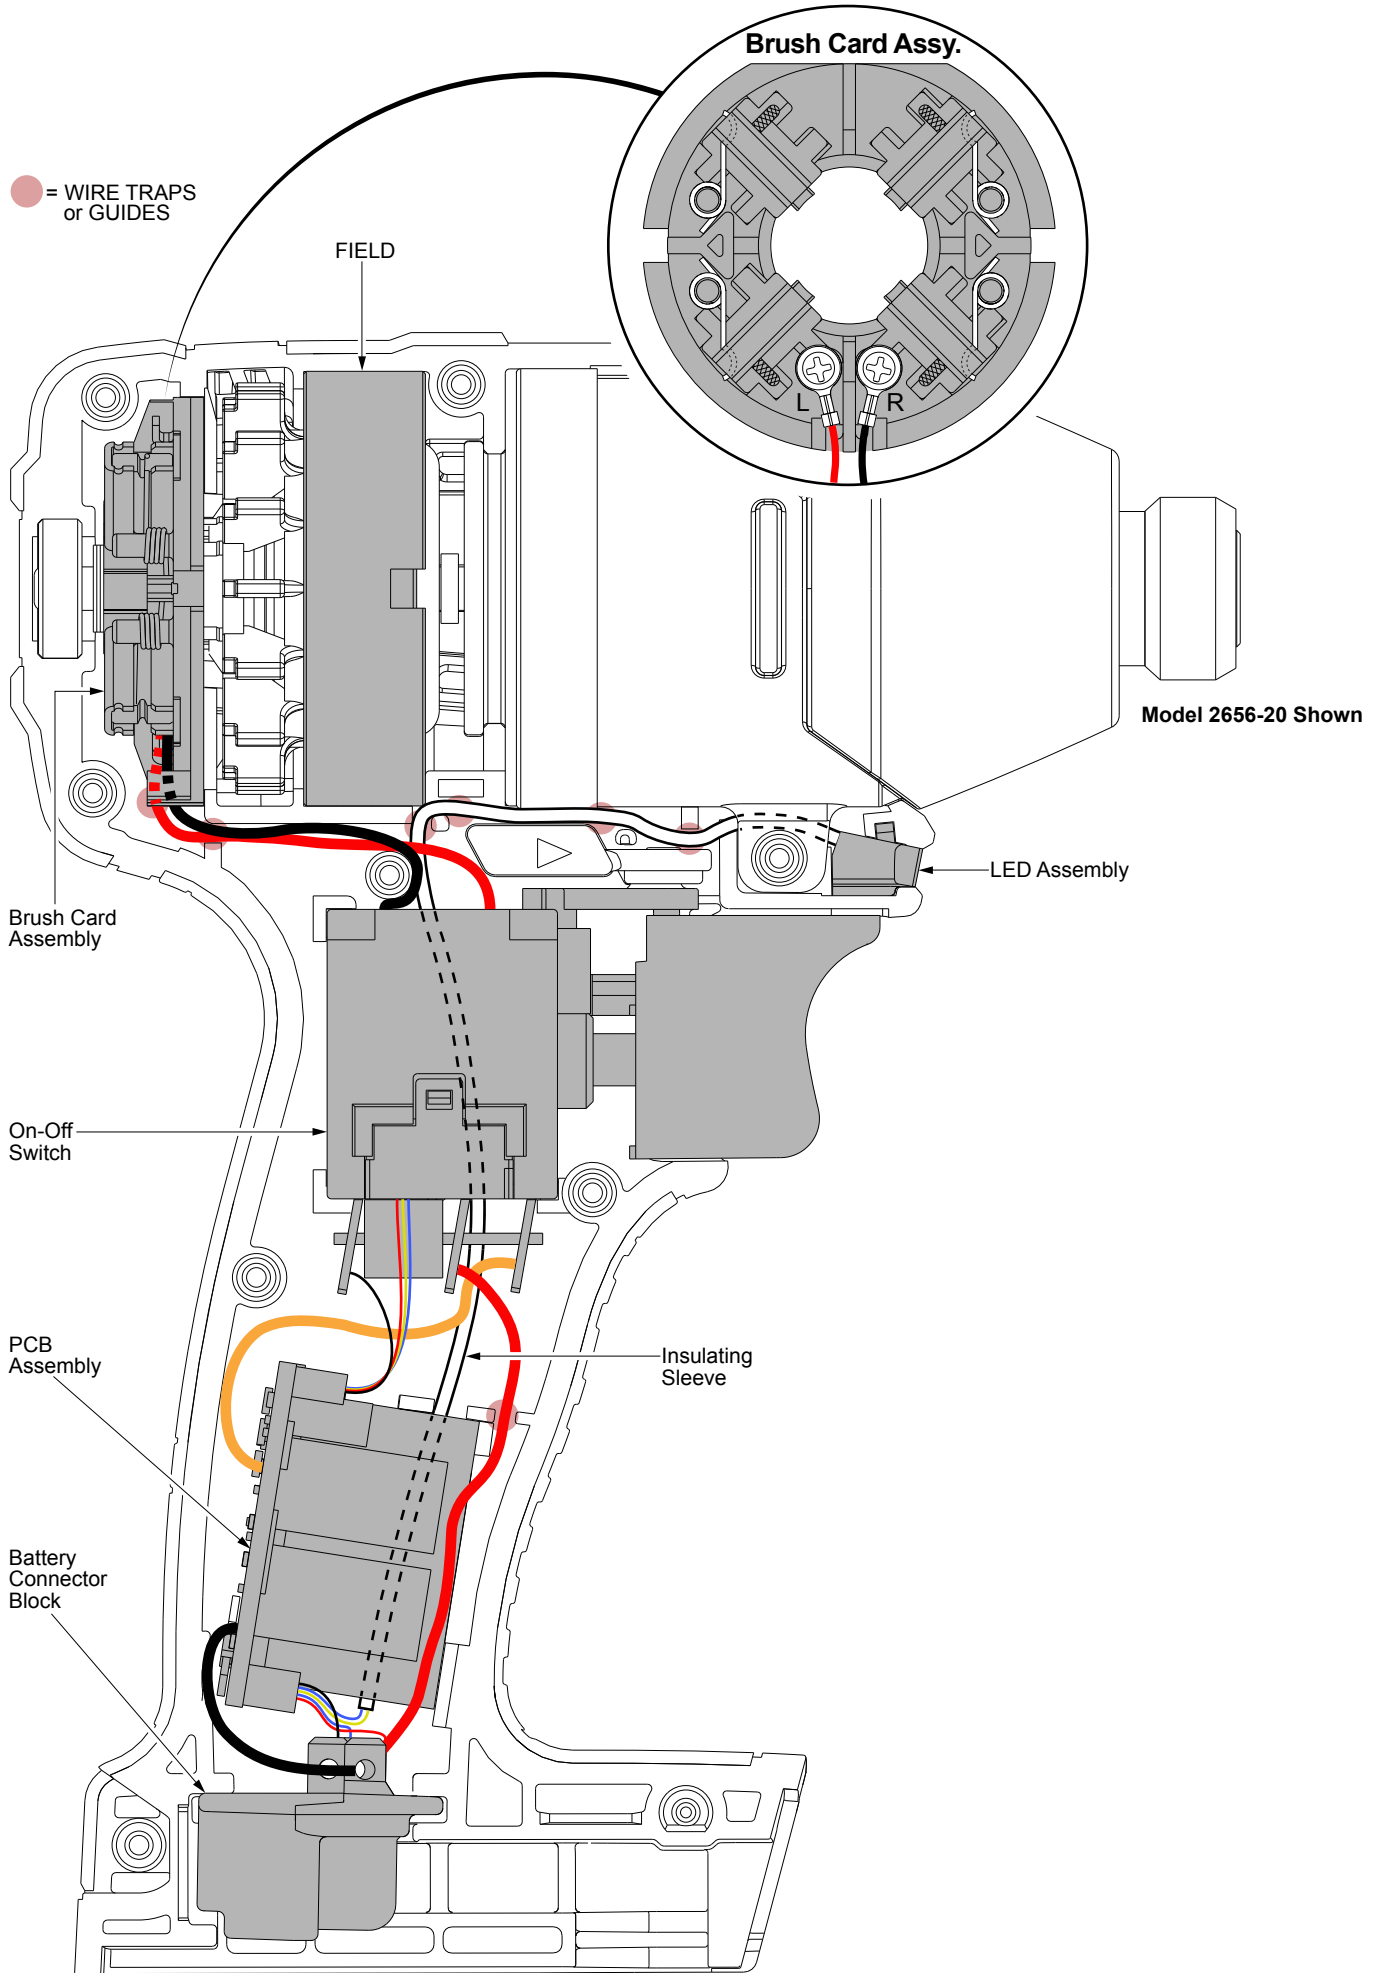 Brush Card Assy.
= WIRE TRAPS
or GUIDES
FIELD
L
R
Model 2656-20 Shown
LED Assembly
Brush Card
Assembly
On-Off
Switch
PCB
Assembly
Insulating
Sleeve
Battery
Connector
Block